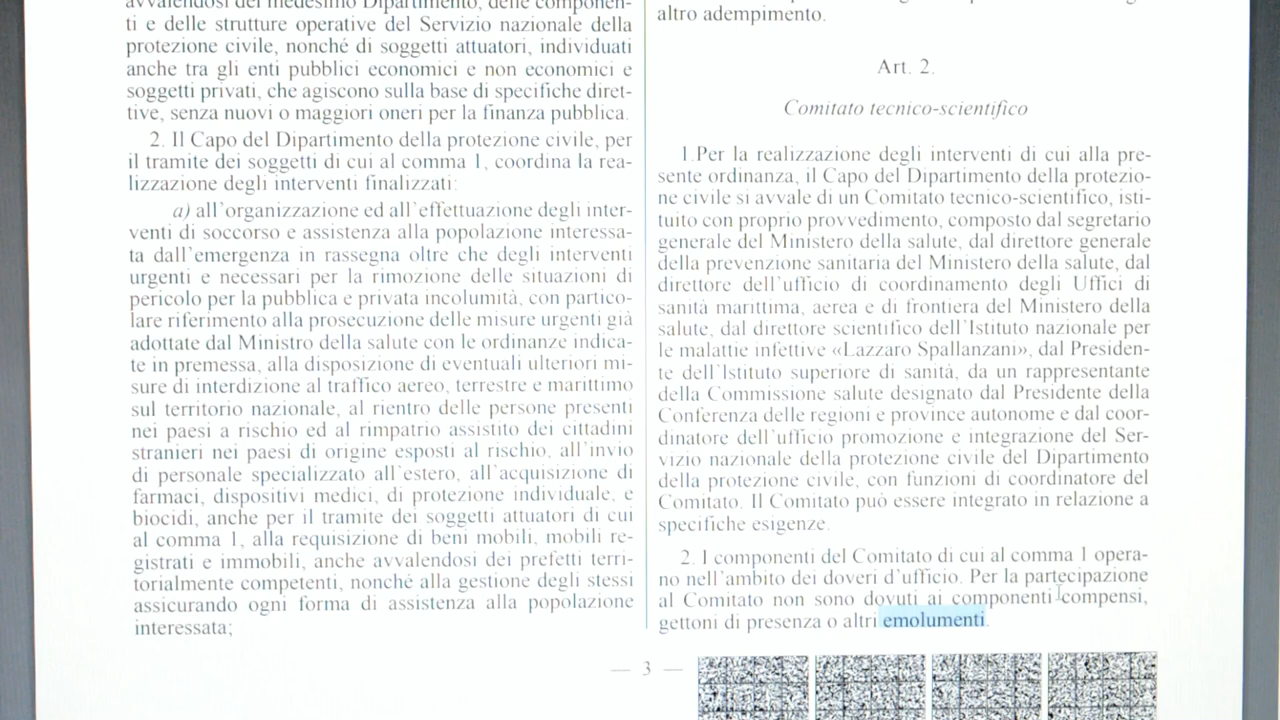 avvalendosi del medesimo Dipartimento, delle componen-
ti e delle strutture operative del Servizio nazionale della
protezione civile, nonché di soggetti attuatori, individuati
anche tra gli enti pubblici economici e non economici e
soggetti privati, che agiscono sulla base di specifiche diret-
tive, senza nuovi o maggiori oneri per la finanza pubblica.
2. Il Capo del Dipartimento della protezione civile, per
il tramite dei soggetti di cui al comma 1, coordina la rea-
lizzazione degli interventi finalizzati:
a) all'organizzazione ed all'effettuazione degli inter-
venti di soccorso e assistenza alla popolazione interessa-
ta dall'emergenza in rassegna oltre che degli interventi
urgenti e necessari per la rimozione delle situazioni di
pericolo per la pubblica e privata incolumità, con partico-
lare riferimento alla prosecuzione delle misure urgenti già
adottate dal Ministro della salute con le ordinanze indica-
te in premessa, alla disposizione di eventuali ulteriori mi-
sure di interdizione al traffico aereo, terrestre e marittimo
sul territorio nazionale, al rientro delle persone presenti
nei paesi a rischio ed al rimpatrio assistito dei cittadini
stranieri nei paesi di origine esposti al rischio, all'invio
di personale specializzato all'estero, all'acquisizione di
farmaci, dispositivi medici, di protezione individuale, e
biocidi, anche per il tramite dei soggetti attuatori di cui
al comma 1, alla requisizione di beni mobili, mobili re-
gistrati e immobili, anche avvalendosi dei prefetti terri-
torialmente competenti, nonché alla gestione degli stessi
assicurando ogni forma di assistenza alla popolazione
interessata;
altro adempimento.
Art. 2.
Comitato tecnico-scientifico
1.Per la realizzazione degli interventi di cui alla pre-
sente ordinanza, il Capo del Dipartimento della protezio-
ne civile si avvale di un Comitato tecnico-scientifico, isti-
tuito con proprio provvedimento, composto dal segretario
generale del Ministero della salute, dal direttore generale
della prevenzione sanitaria del Ministero della salute, dal
direttore dell'ufficio di coordinamento degli Uffici di
sanità marittima, aerea e di frontiera del Ministero della
salute, dal direttore scientifico dell'Istituto nazionale per
le malattie infettive «Lazzaro Spallanzani», dal Presiden-
te dell'Istituto superiore di sanità, da un rappresentante
della Commissione salute designato dal Presidente della
Conferenza delle regioni e province autonome e dal coor-
dinatore dell'ufficio promozione e integrazione del Ser-
vizio nazionale della protezione civile del Dipartimento
della protezione civile, con funzioni di coordinatore del
Comitato. Il Comitato può essere integrato in relazione a
specifiche esigenze.
2. I componenti del Comitato di cui al comma 1 opera-
no nell'ambito dei doveri d'ufficio. Per la partecipazione
al Comitato non sono dovuti ai componenti compensi,
gettoni di presenza o altri emolumenti.
— 3 —